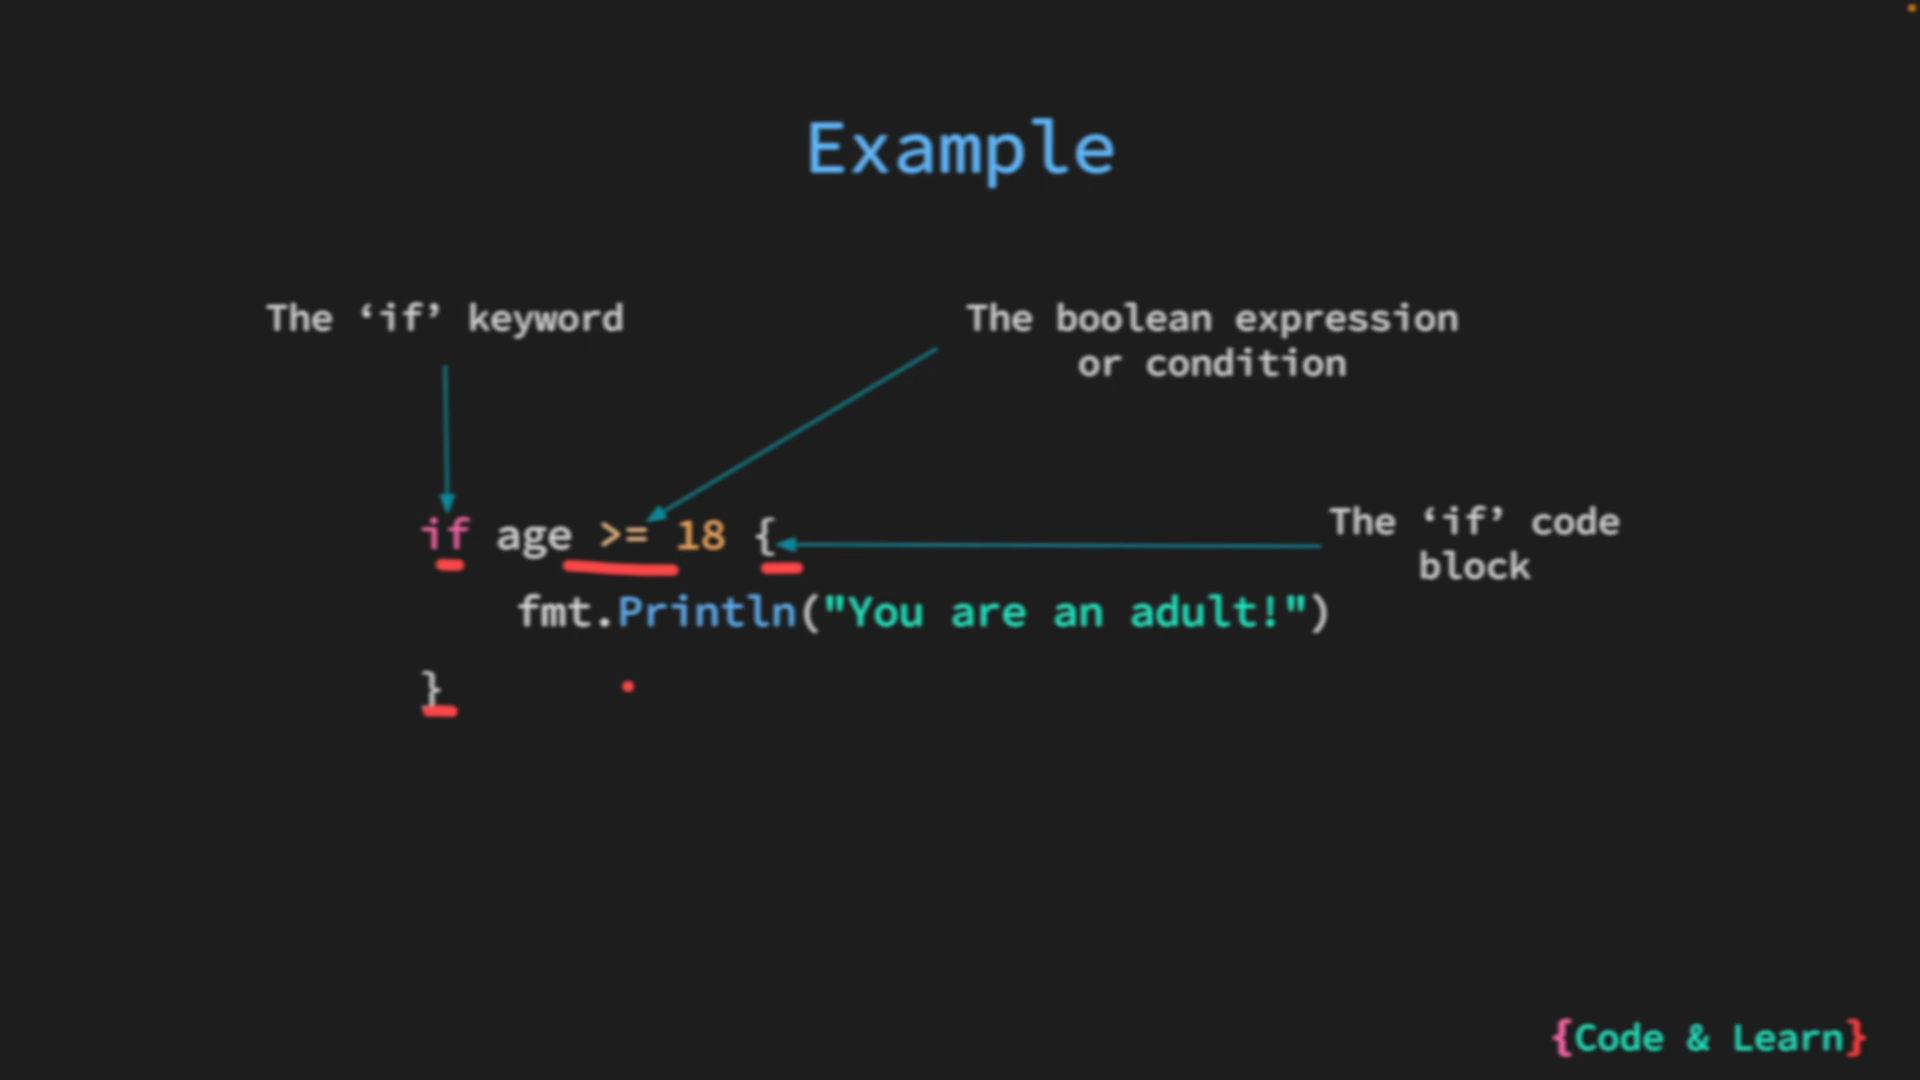 Example
The ‘if’ keyword
The boolean expression
or condition
if age >= 18 {
The ‘if’ code
block
fmt.Println("You are an adult!")
}
{Code & Learn}